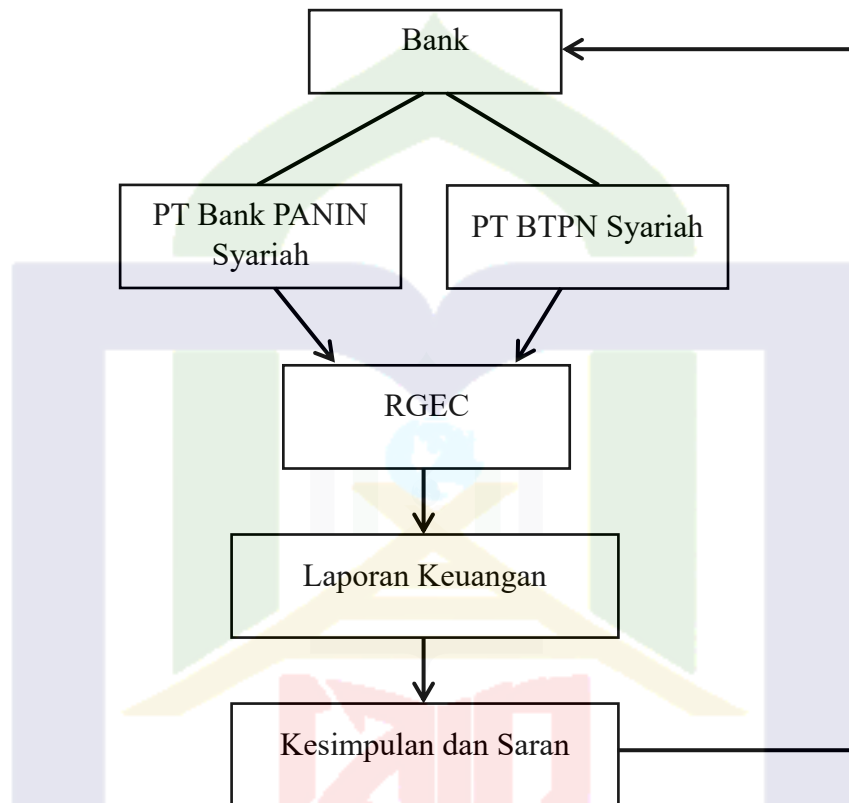 Bank
PT Bank PANIN
Syariah
PT BTPN Syariah
RGEC
Laporan Keuangan
Kesimpulan dan Saran